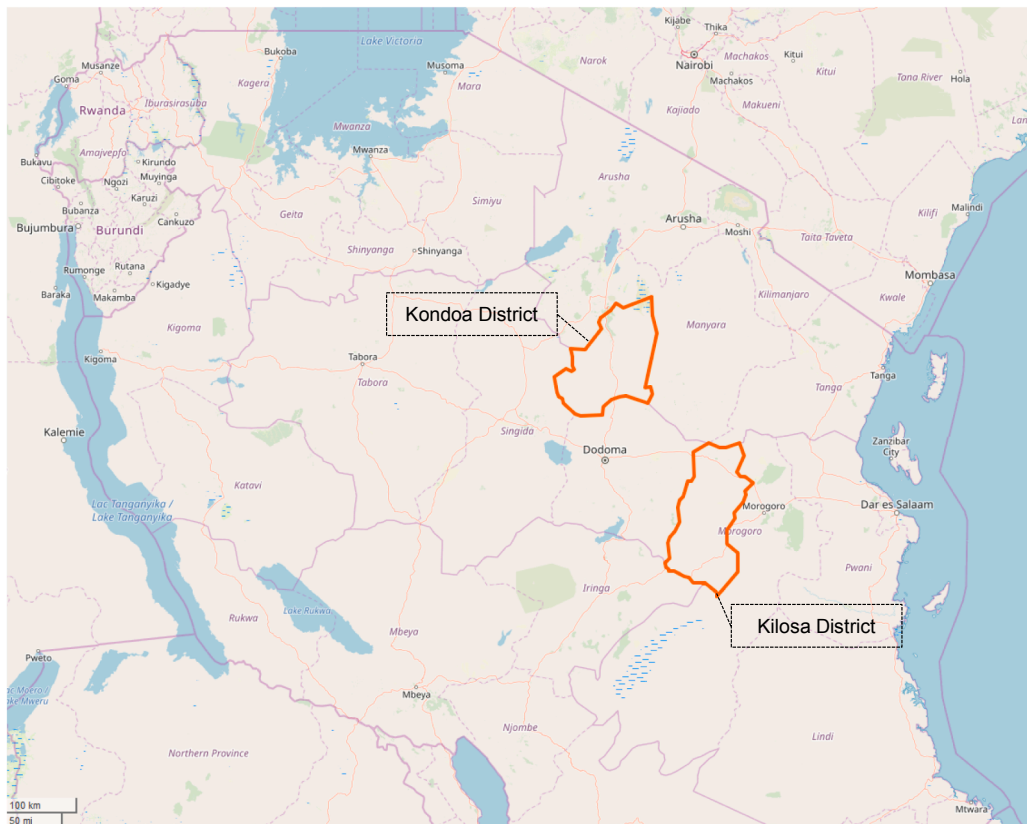 Kijabe
Thika
Lake Victoria
Bukoba
Nairobi
Machakos
Kitui
Musanze
Musoma
Narok
Machakos
Kitui
Tana River
Hola
Goma
Kagera
Mara
Makueni
Rwanda
Iburasirasuba
Kajiado
Mwanza
Amajyepfo
Kirundo
Mwanza
Bukavu
Cibitoke
Ngozi
Muyinga
Arusha
Karuzi
Simiyu
Malindi
Bubanza
Geita
Arusha
Kilifi
Bujumbura
Cankuzo
Moshi
Burundi
Shinyanga
Shinyanga
Taita Taveta
Rumonge
Rutana
Mombasa
Baraka
Makamba
Kigadye
Kilimanjaro
Kwale
Kondoa District
Kigoma
Manyara
Kigoma
Tabora
Tabora
Tanga
Tanga
Kalemie
Singida
Dodoma
Zanzibar
City
Katavi
Lac Tanganyika /
Lake Tanganyika
Morogoro
Dar es Salaam
Morogoro
Pwani
Iringa
Lake Rukwa
Rukwa
Mbeya
Kilosa District
Pweto
Lac Moero /
Mbeya
Njombe
Lindi
Northern Province
100 km
50 mi
Mtwara